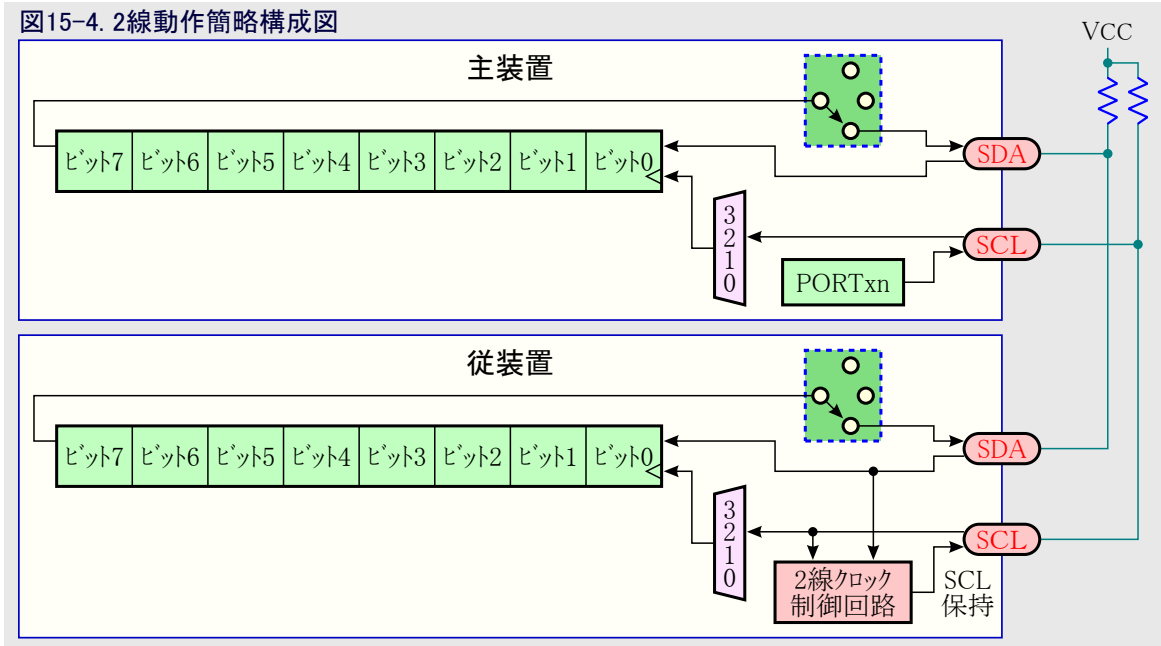 図15-4. 2線動作簡略構成図
VCC
主装置
ビット7 ビット6 ビット5 ビット4 ビット3 ビット2 ビット1 ビット0
SDA
3
2
1
0
SCL
PORTxn
従装置
ビット7 ビット6 ビット5 ビット4 ビット3 ビット2 ビット1 ビット0
SDA
3
2
1
0
SCL
2線クロック
制御回路
SCL
保持